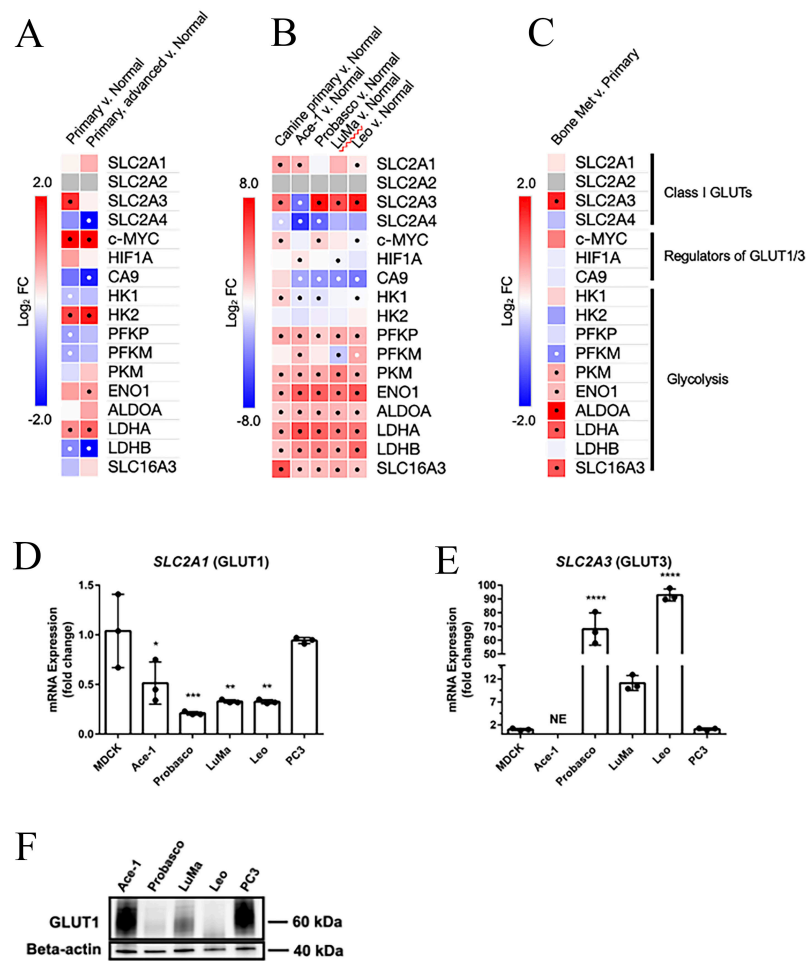 A
B
C
Primary v. Normal
Primary, advanced v. Normal
Canine primary v. Normal
Ace-1 v. Normal
Probasco v. Normal
LuMa v. Normal
Leo v. Normal
Bone Met v. Primary
2.0
Log₂ FC
-2.0
SLC2A1
SLC2A2
SLC2A3
SLC2A4
c-MYC
HIF1A
CA9
HK1
HK2
PFKP
PFKM
PKM
ENO1
ALDOA
LDHA
LDHB
SLC16A3
8.0
Log₂ FC
-8.0
SLC2A1
SLC2A2
SLC2A3
SLC2A4
c-MYC
HIF1A
CA9
HK1
HK2
PFKP
PFKM
PKM
ENO1
ALDOA
LDHA
LDHB
SLC16A3
2.0
Log₂ FC
-2.0
SLC2A1
SLC2A2
SLC2A3
SLC2A4
c-MYC
HIF1A
CA9
HK1
HK2
PFKP
PFKM
PKM
ENO1
ALDOA
LDHA
LDHB
SLC16A3
Class I GLUTs
Regulators of GLUT1/3
Glycolysis
D
SLC2A1 (GLUT1)
mRNA Expression
(fold change)
1.5
1.0
0.5
0.0
*
***
**
**
MDCK
Ace-1
Probasco
LuMa
Leo
PC3
E
SLC2A3 (GLUT3)
mRNA Expression
(fold change)
100
90
80
70
60
50
12
7
2
NE
****
****
MDCK
Ace-1
Probasco
LuMa
Leo
PC3
F
Ace-1
Probasco
LuMa
Leo
PC3
GLUT1
60 kDa
Beta-actin
40 kDa